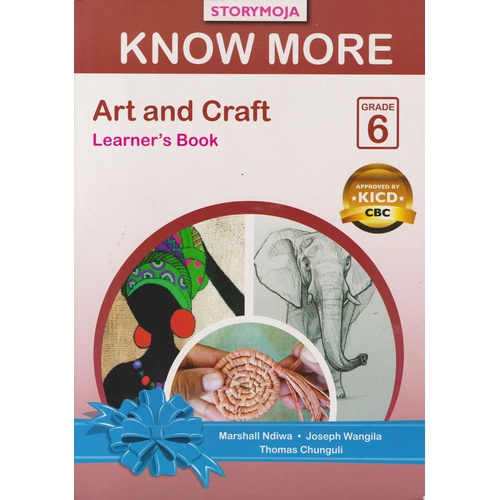 STORYMOJA
KNOW MORE
Art and Craft
Learner's Book
GRADE
6
APPROVED BY
★KICD★
CBC
Marshall Ndiwa • Joseph Wangila
Thomas Chunguli